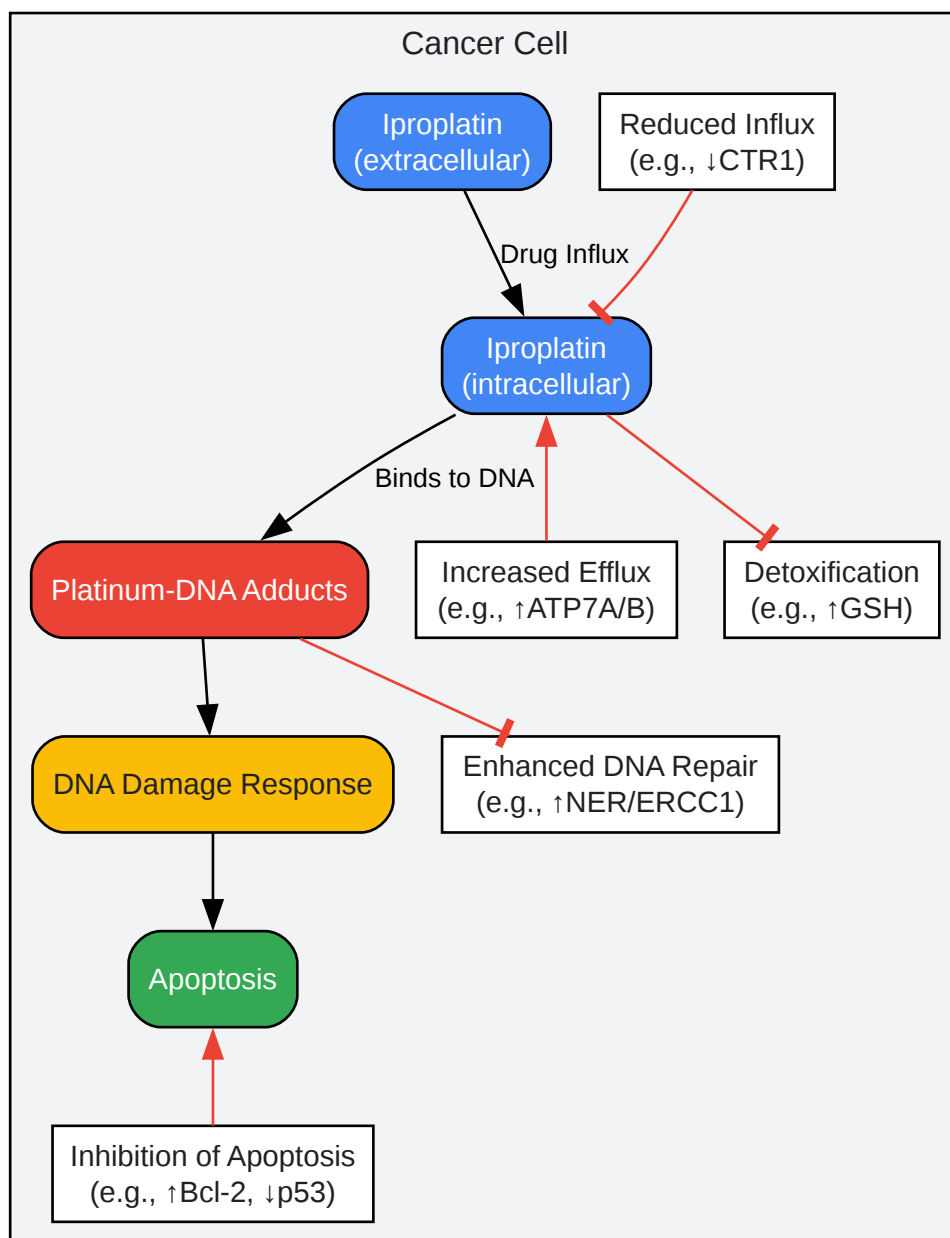 Cancer Cell
Iproplatin
(extracellular)
Reduced Influx
(e.g., ↓CTR1)
Drug Influx
Iproplatin
(intracellular)
Binds to DNA
Platinum-DNA Adducts
Increased Efflux
(e.g., ↑ATP7A/B)
Detoxification
(e.g., ↑GSH)
DNA Damage Response
Enhanced DNA Repair
(e.g., ↑NER/ERCC1)
Apoptosis
Inhibition of Apoptosis
(e.g., ↑Bcl-2, ↓p53)